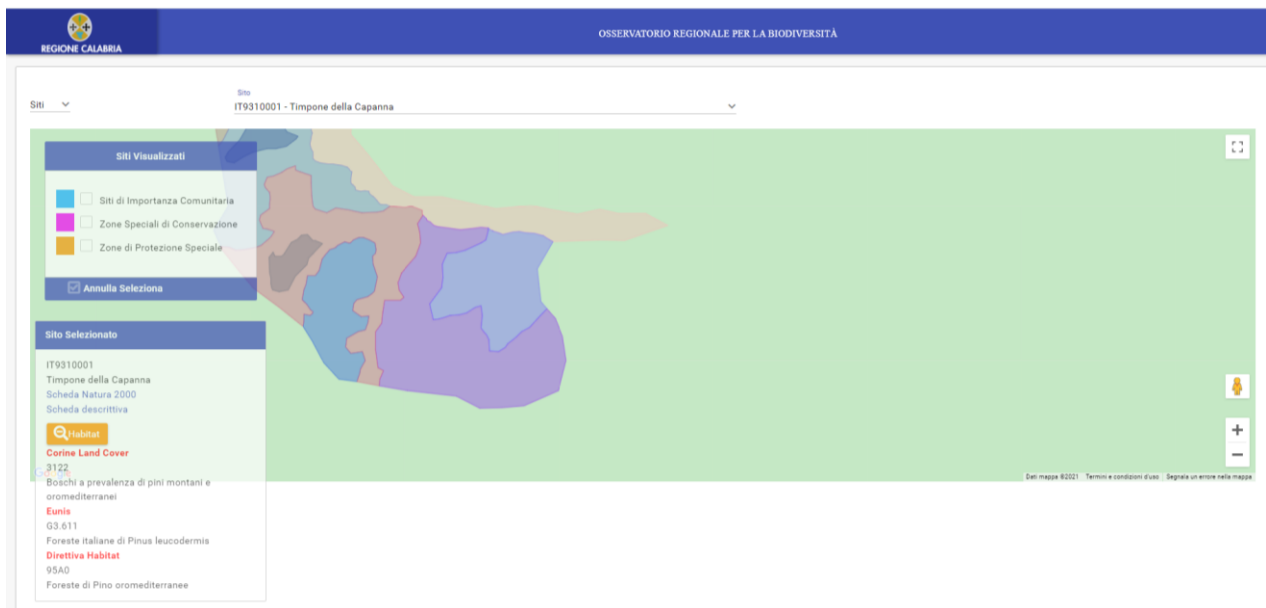 REGIONE CALABRIA
OSSERVATORIO REGIONALE PER LA BIODIVERSITÀ
Siti
Sito
IT9310001 - Timpone della Capanna
Siti Visualizzati
Siti di Importanza Comunitaria
Zone Speciali di Conservazione
Zone di Protezione Speciale
Annulla Seleziona
Sito Selezionato
IT9310001
Timpone della Capanna
Scheda Natura 2000
Scheda descrittiva
Habitat
Corine Land Cover
3122
Boschi a prevalenza di pini montani e
oromediterranei
Eunis
G3.611
Foreste italiane di Pinus leucodermis
Direttiva Habitat
95A0
Foreste di Pino oromediterranee
Google
Dati mappa ©2021 Termini e condizioni d'uso Segnala un errore nella mappa